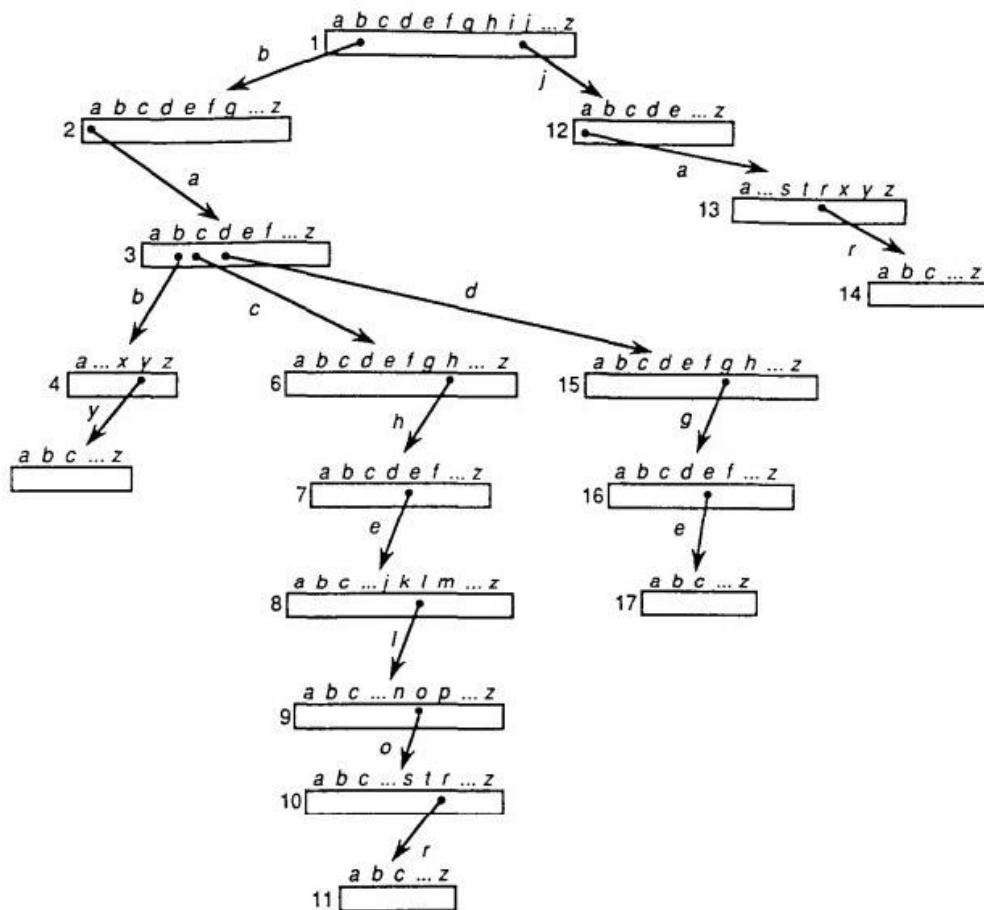 a b c d e f g h i j ... z
1
b
j
a b c d e f g ... z
2
a b c d e ... z
12
a
a
a ... s t r x y z
13
a b c d e f ... z
3
r
b
c
d
a b c ... z
14
a ... x y z
4
a b c d e f g h ... z
6
a b c d e f g h ... z
15
y
h
g
a b c ... z
a b c d e f ... z
7
a b c d e f ... z
16
e
e
a b c ... j k l m ... z
8
a b c ... z
17
l
a b c ... n o p ... z
9
o
a b c ... s t r ... z
10
r
a b c ... z
11